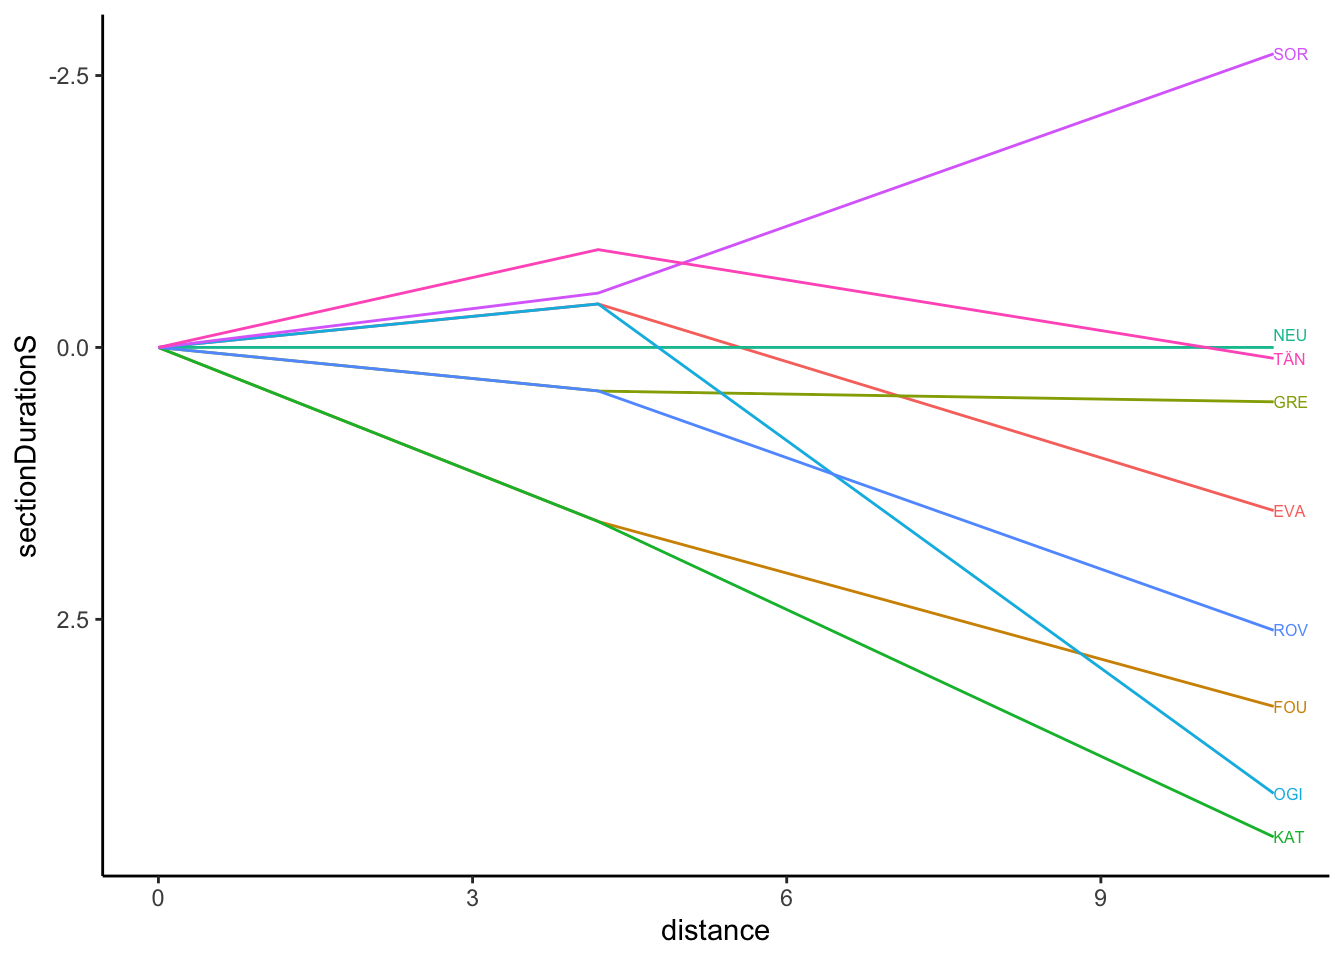 SOR
-2.5
0.0
NEU
TÄN
GRE
EVA
2.5
ROV
FOU
OGI
KAT
0 3 6 9
distance
sectionDurationS